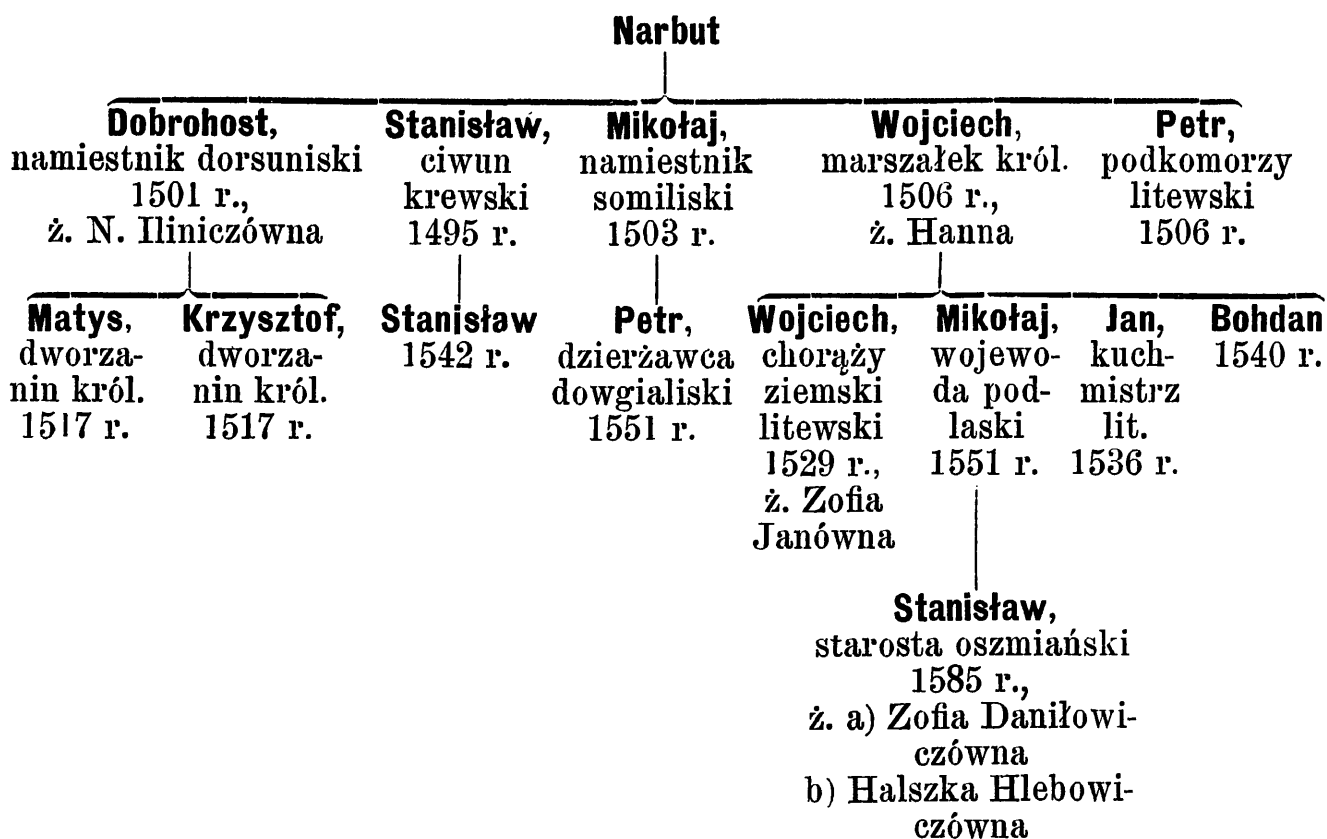 Narbut
Dobrohost,
namiestnik dorsuniski
1501 r.,
ż. N. Iliniczówna
Stanisław,
ciwun
krewski
1495 r.
Mikołaj,
namiestnik
somiliski
1503 r.
Wojciech,
marszałek król.
1506 r.,
ż. Hanna
Petr,
podkomorzy
litewski
1506 r.
Matys,
dworza-
nin król.
1517 r.
Krzysztof,
dworza-
nin król.
1517 r.
Stanisław
1542 r.
Petr,
dzierżawca
dowgialiski
1551 r.
Wojciech,
chorąży
ziemski
litewski
1529 r.,
ż. Zofia
Janówna
Mikołaj,
wojewo-
da pod-
laski
1551 r.
Jan,
kuch-
mistrz
lit.
1536 r.
Bohdan
1540 r.
Stanisław,
starosta oszmiański
1585 r.,
ż. a) Zofia Daniłowi-
czówna
b) Halszka Hlebowi-
czówna